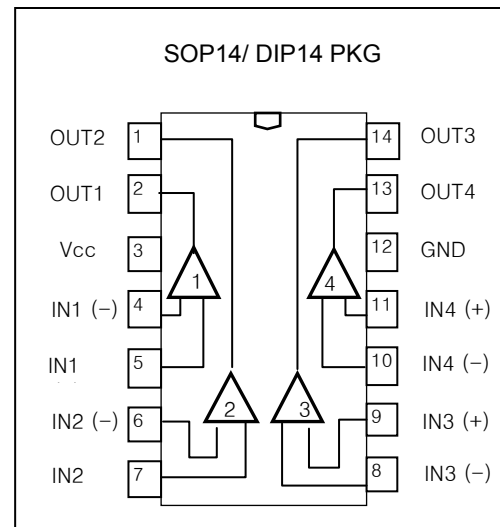 SOP14/ DIP14 PKG
OUT2 1 14 OUT3
OUT1 2 13 OUT4
Vcc 3 12 GND
1 4
IN1 (-) 4 11 IN4 (+)
IN1 5 10 IN4 (-)
2 3
IN2 (-) 6 9 IN3 (+)
IN2 7 8 IN3 (-)